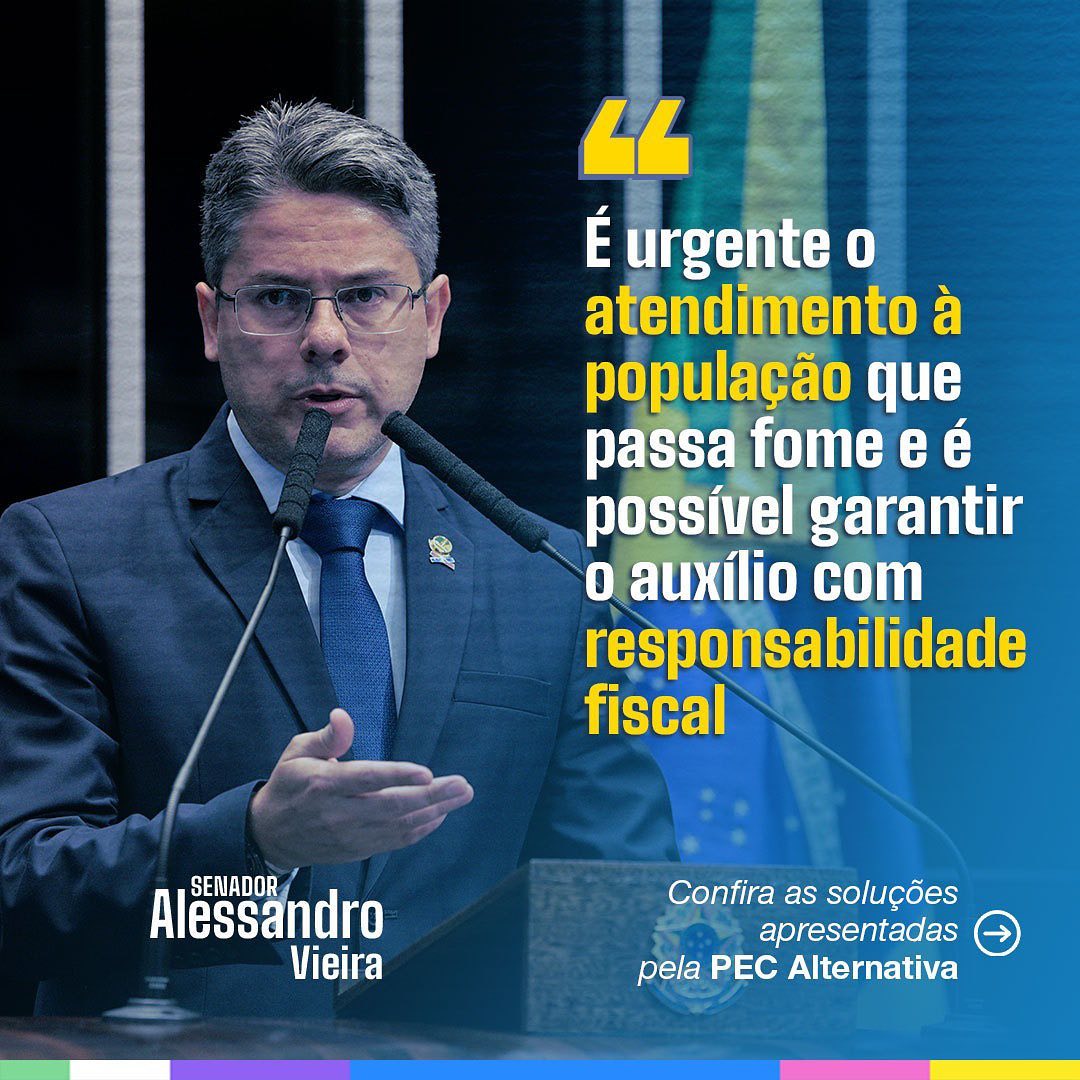 É urgente o
atendimento à
população que
passa fome e é
possível garantir
o auxílio com
responsabilidade
fiscal
SENADOR
Alessandro
Vieira
Confira as soluções
apresentadas
pela PEC Alternativa